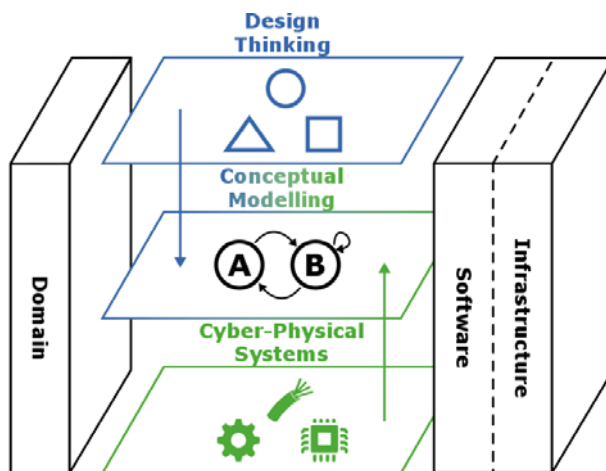 Design
Thinking
Conceptual
Modelling
A
B
Cyber-Physical
Systems
Domain
Software
Infrastructure